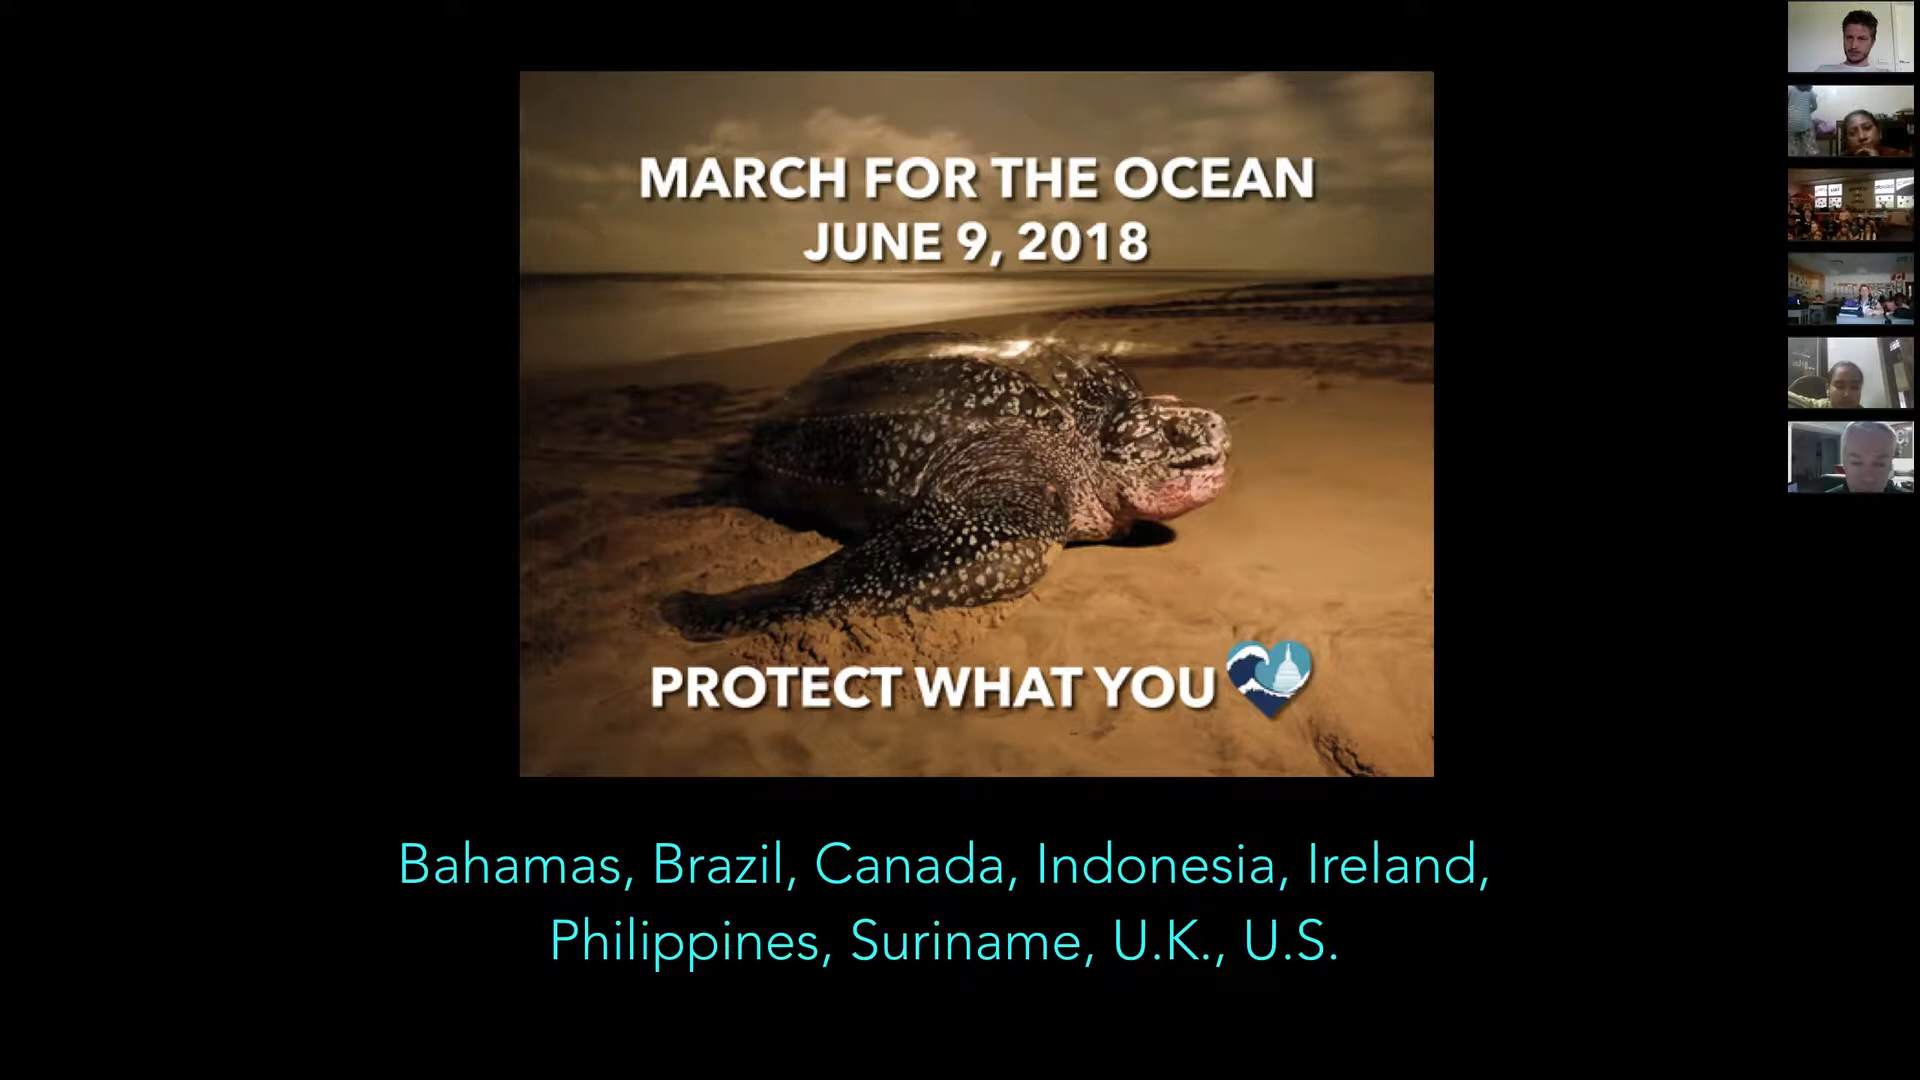 MARCH FOR THE OCEAN
JUNE 9, 2018
PROTECT WHAT YOU
Bahamas, Brazil, Canada, Indonesia, Ireland,
Philippines, Suriname, U.K., U.S.